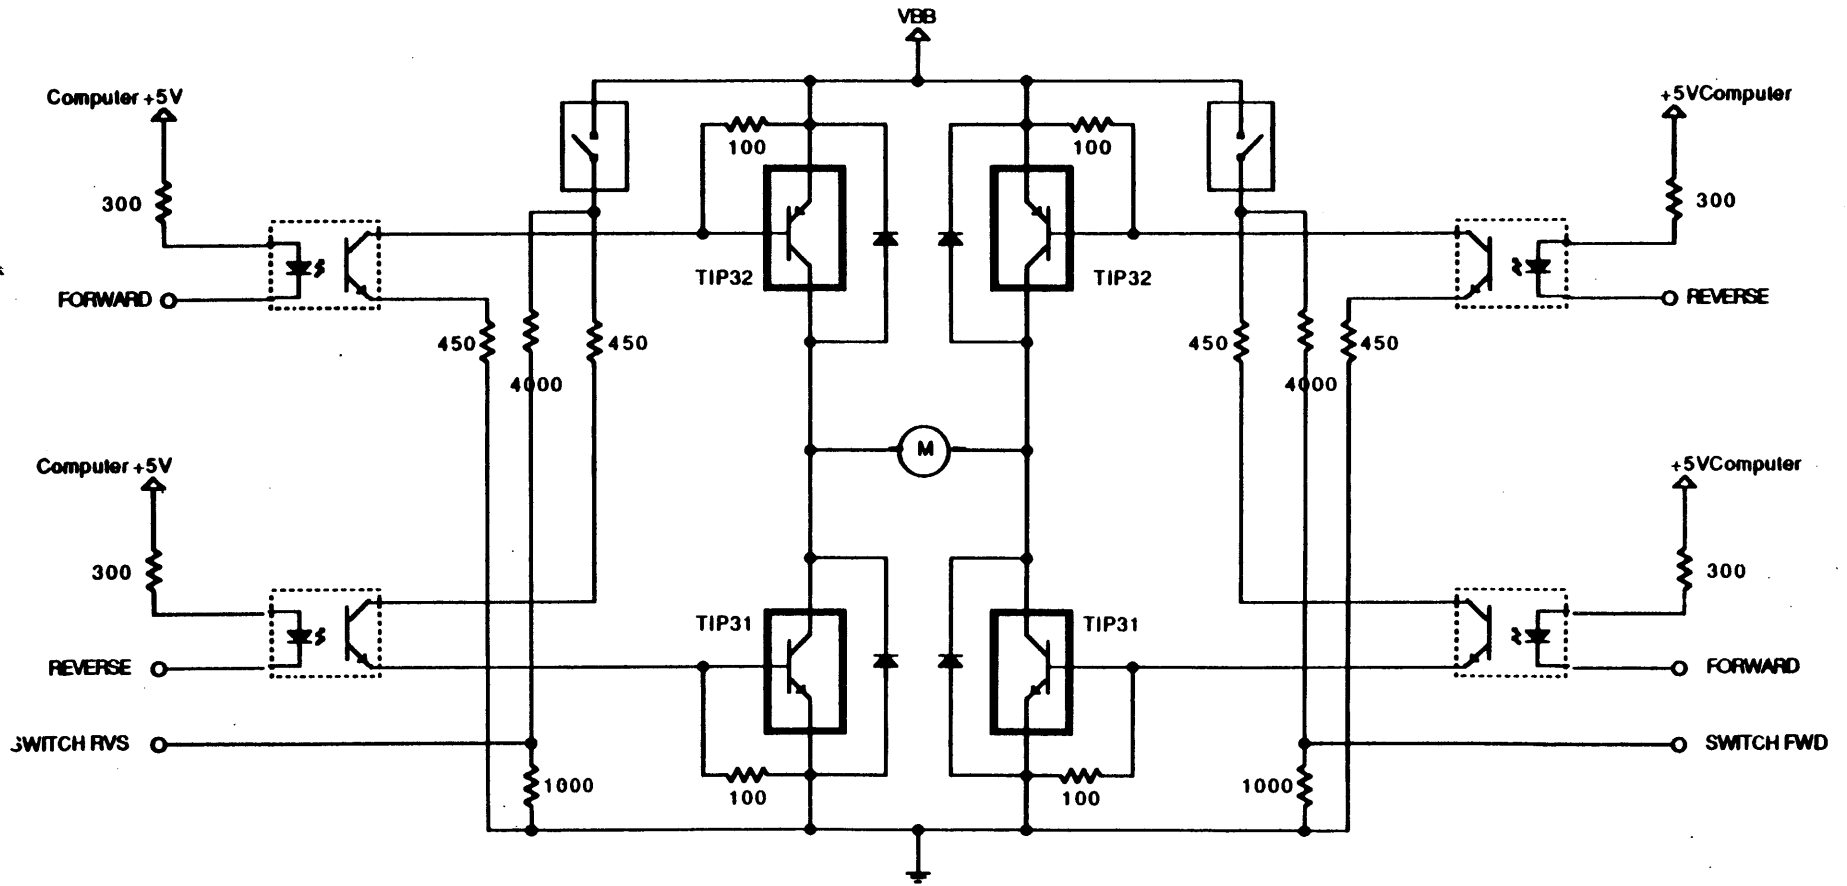 VBB
Computer +5V
+5VComputer
100
100
300
300
TIP32
TIP32
FORWARD
REVERSE
450
450
450
450
4000
4000
M
Computer +5V
+5VComputer
300
300
TIP31
TIP31
REVERSE
FORWARD
SWITCH RVS
SWITCH FWD
1000
1000
100
100